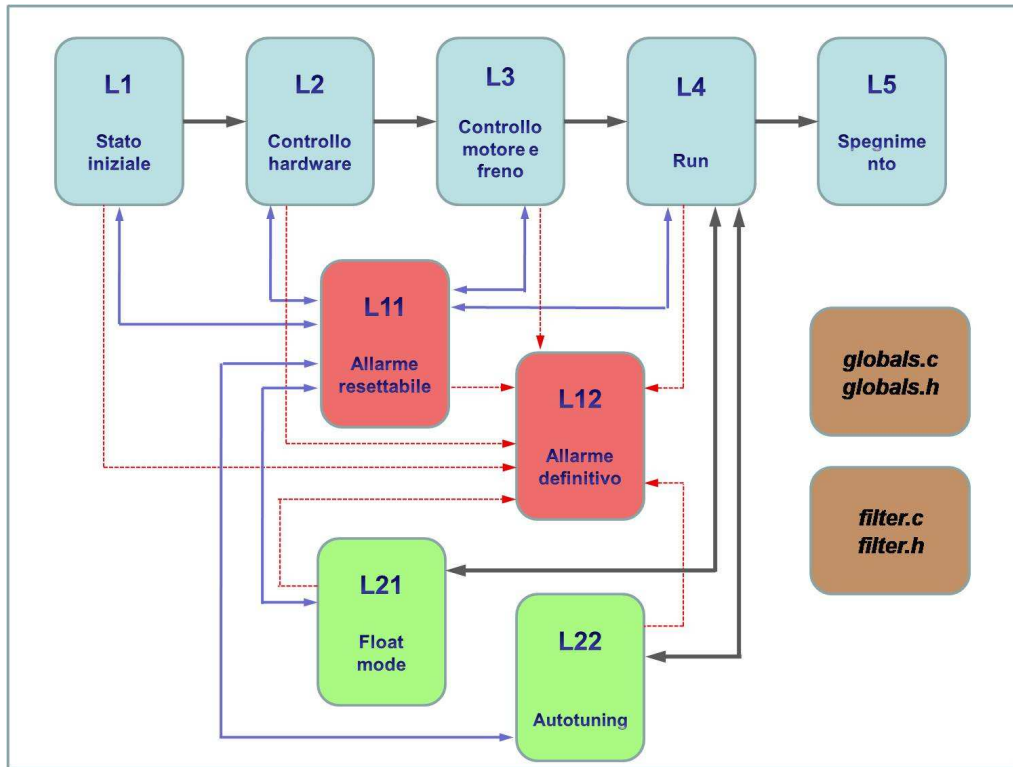 L1
Stato
iniziale
L2
Controllo
hardware
L3
Controllo
motore e
freno
L4
Run
L5
Spegnime
nto
L11
Allarme
resettabile
L12
Allarme
definitivo
globals.c
globals.h
filter.c
filter.h
L21
Float
mode
L22
Autotuning